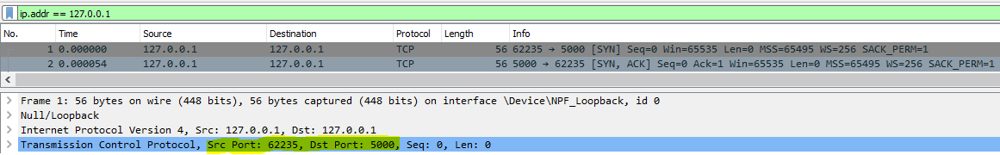 ip.addr == 127.0.0.1
No. Time Source Destination Protocol Length Info
1 0.000000 127.0.0.1 127.0.0.1 TCP 56 62235 → 5000 [SYN] Seq=0 Win=65535 Len=0 MSS=65495 WS=256 SACK_PERM=1
2 0.000054 127.0.0.1 127.0.0.1 TCP 56 5000 → 62235 [SYN, ACK] Seq=0 Ack=1 Win=65535 Len=0 MSS=65495 WS=256 SACK_PERM=1
Frame 1: 56 bytes on wire (448 bits), 56 bytes captured (448 bits) on interface \Device\NPF_Loopback, id 0
Null/Loopback
Internet Protocol Version 4, Src: 127.0.0.1, Dst: 127.0.0.1
Transmission Control Protocol, Src Port: 62235, Dst Port: 5000, Seq: 0, Len: 0